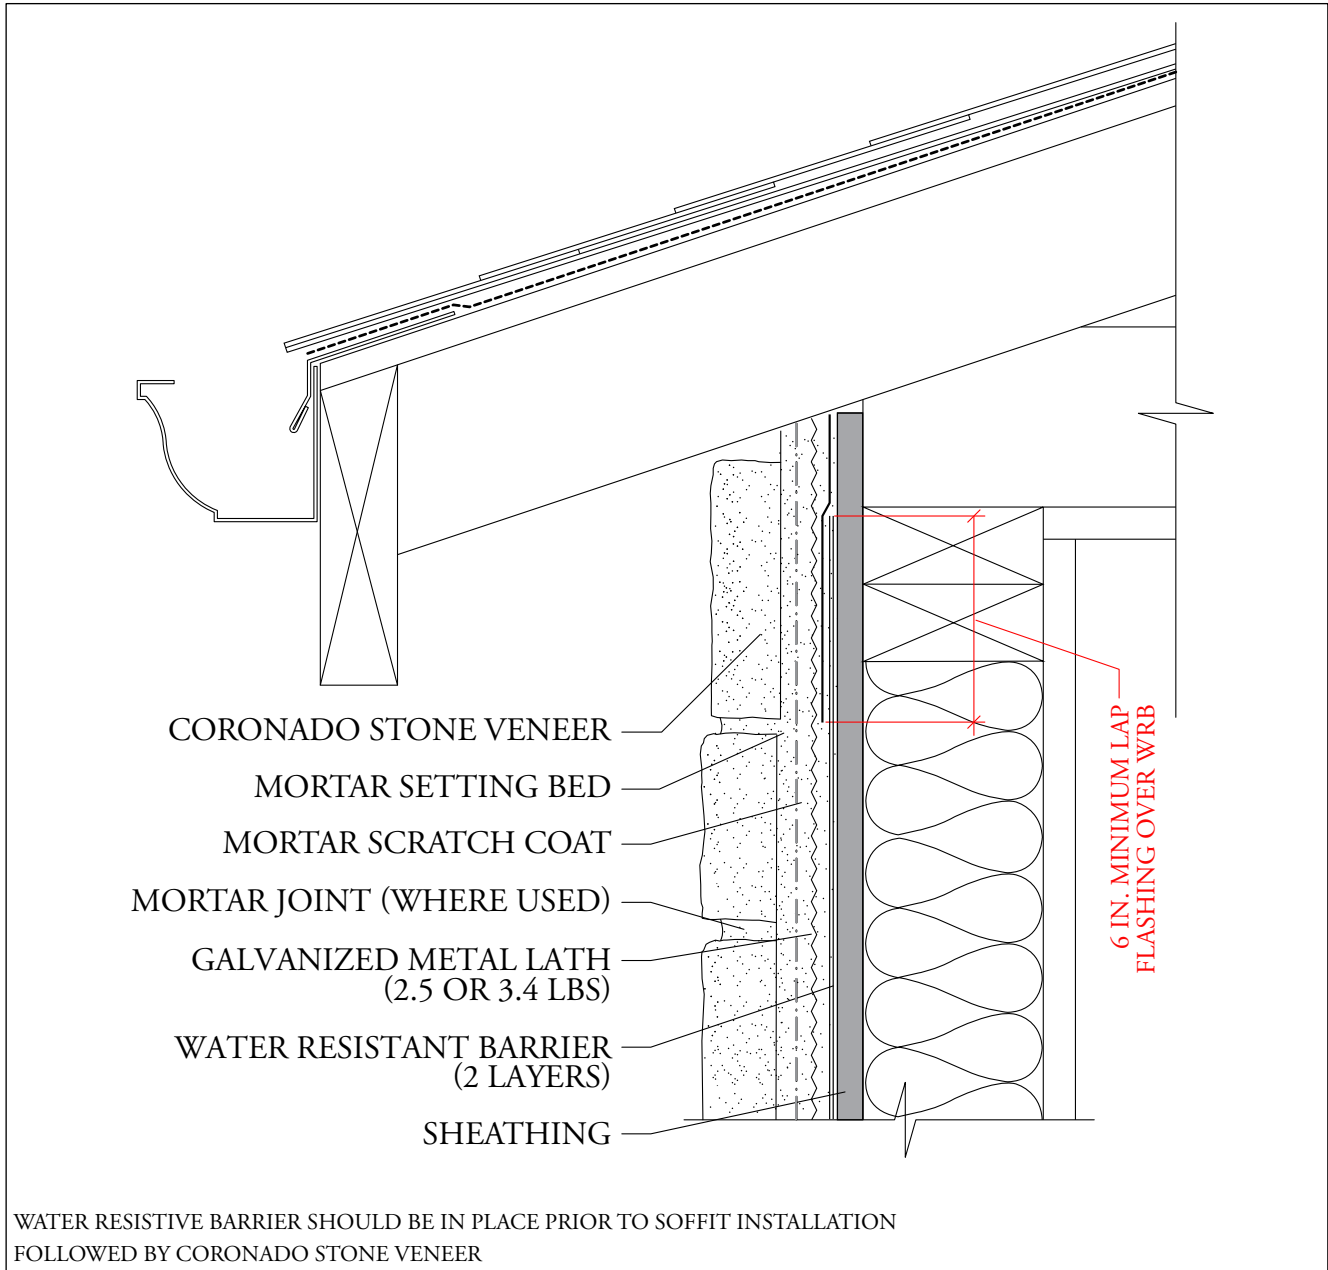 CORONADO STONE VENEER
MORTAR SETTING BED
MORTAR SCRATCH COAT
MORTAR JOINT (WHERE USED)
GALVANIZED METAL LATH
(2.5 OR 3.4 LBS)
WATER RESISTANT BARRIER
(2 LAYERS)
SHEATHING
6 IN. MINIMUM LAP
FLASHING OVER WRB
WATER RESISTIVE BARRIER SHOULD BE IN PLACE PRIOR TO SOFFIT INSTALLATION
FOLLOWED BY CORONADO STONE VENEER